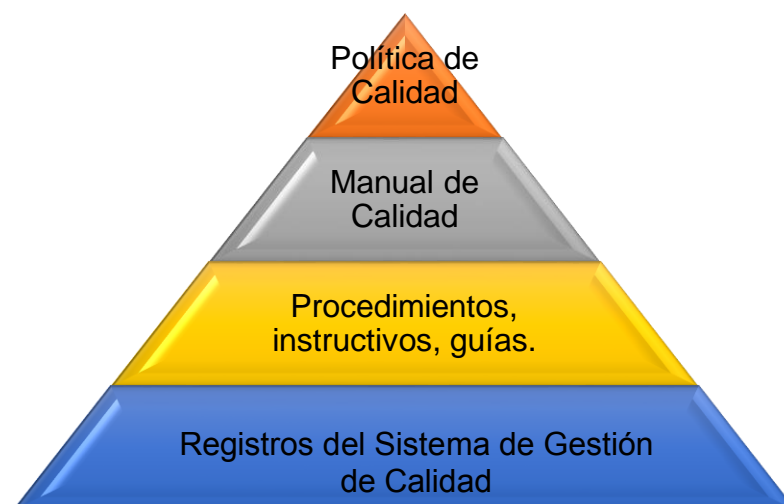 Política de
Calidad
Manual de
Calidad
Procedimientos,
instructivos, guías.
Registros del Sistema de Gestión
de Calidad